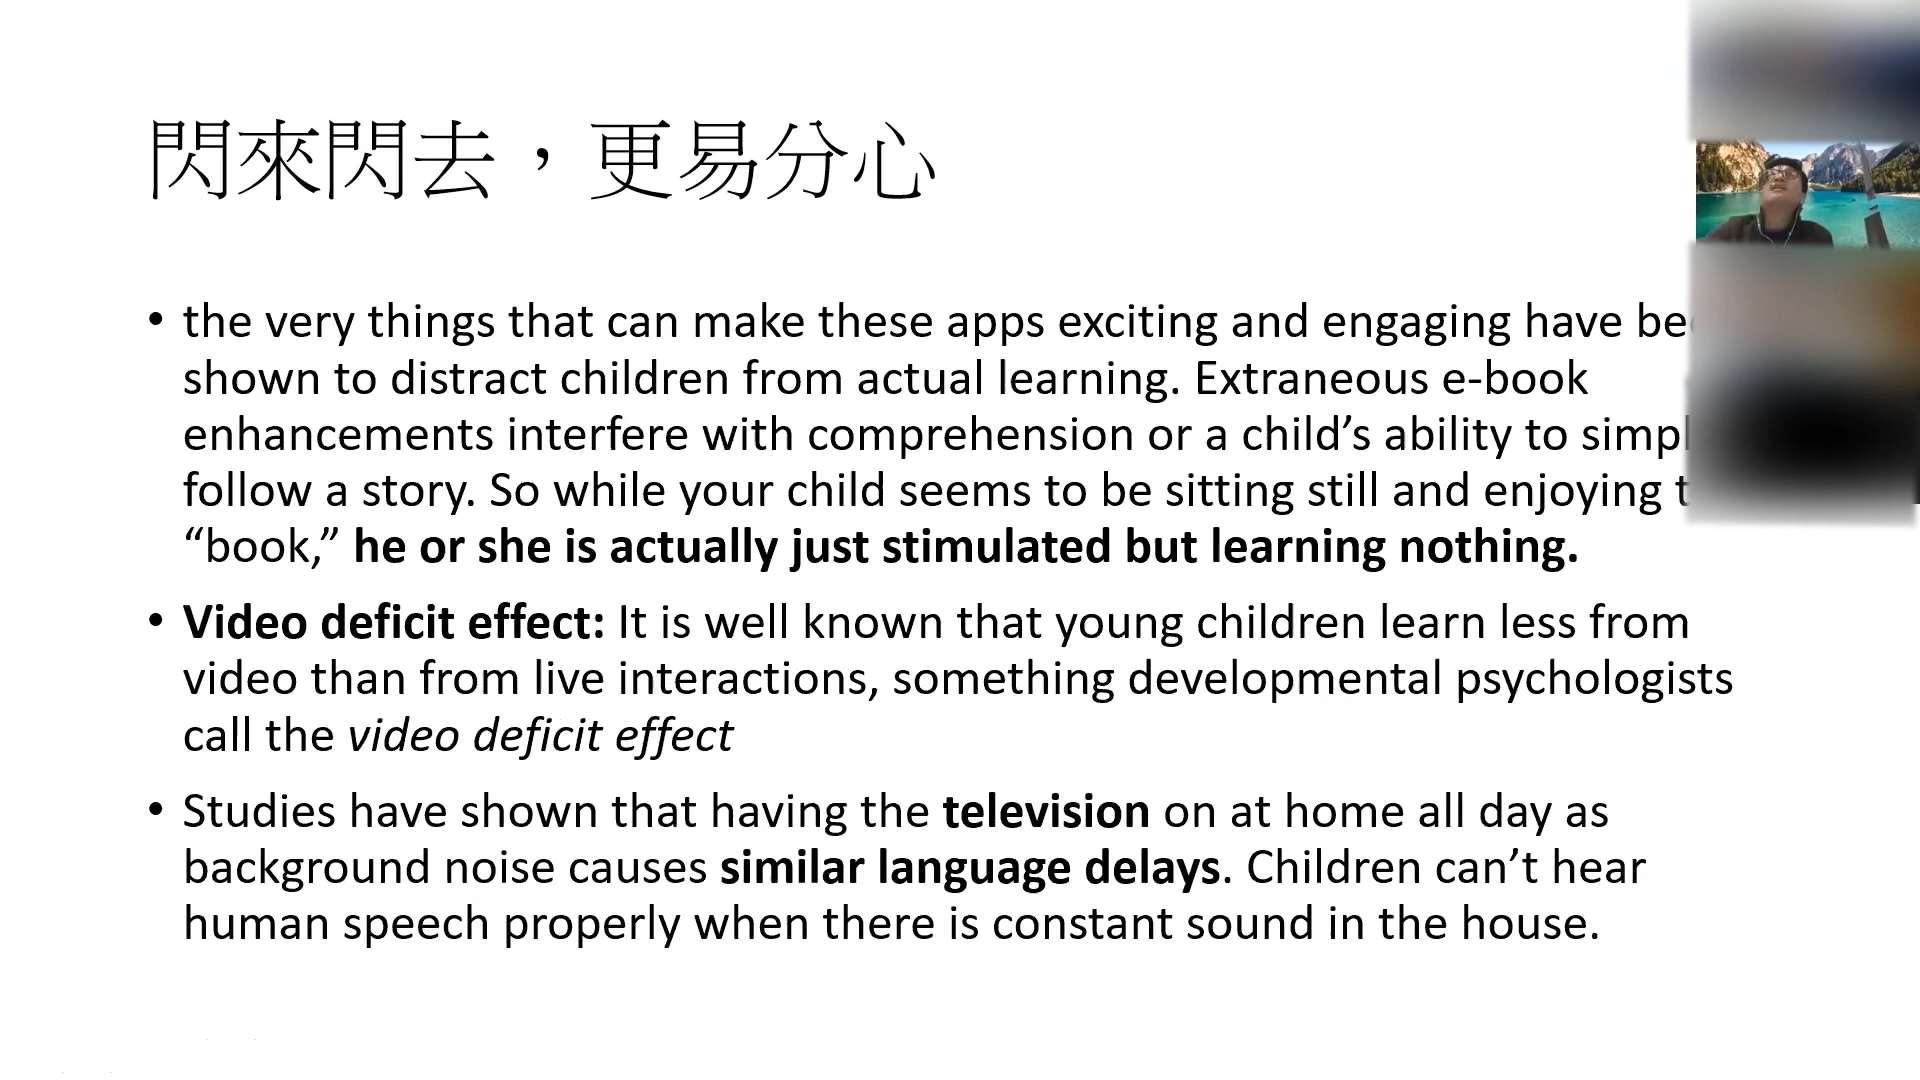 閃來閃去，更易分心
• the very things that can make these apps exciting and engaging have
shown to distract children from actual learning. Extraneous e-book
enhancements interfere with comprehension or a child’s ability to
follow a story. So while your child seems to be sitting still and enjoying
“book,” he or she is actually just stimulated but learning nothing.
• Video deficit effect: It is well known that young children learn less from
video than from live interactions, something developmental psychologists
call the video deficit effect
• Studies have shown that having the television on at home all day as
background noise causes similar language delays. Children can’t hear
human speech properly when there is constant sound in the house.